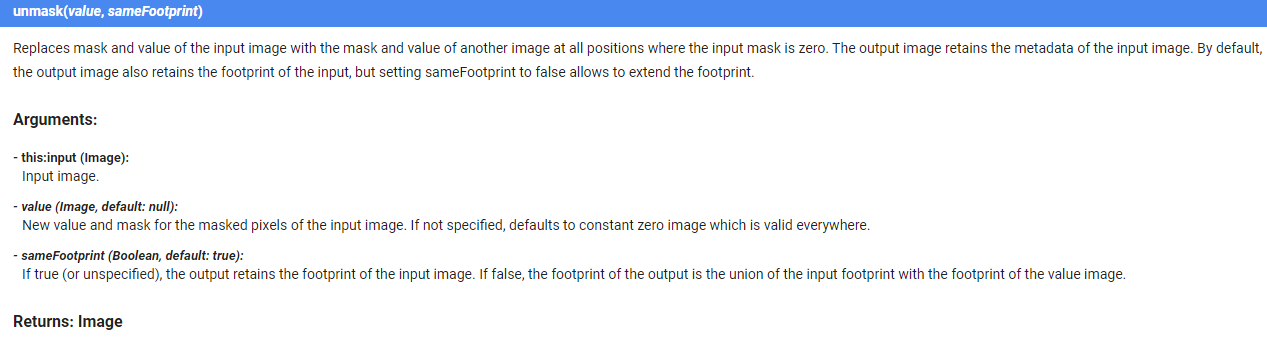 unmask(value, sameFootprint)
Replaces mask and value of the input image with the mask and value of another image at all positions where the input mask is zero. The output image retains the metadata of the input image. By default,
the output image also retains the footprint of the input, but setting sameFootprint to false allows to extend the footprint.
Arguments:
- this:input (Image):
Input image.
- value (Image, default: null):
New value and mask for the masked pixels of the input image. If not specified, defaults to constant zero image which is valid everywhere.
- sameFootprint (Boolean, default: true):
If true (or unspecified), the output retains the footprint of the input image. If false, the footprint of the output is the union of the input footprint with the footprint of the value image.
Returns: Image